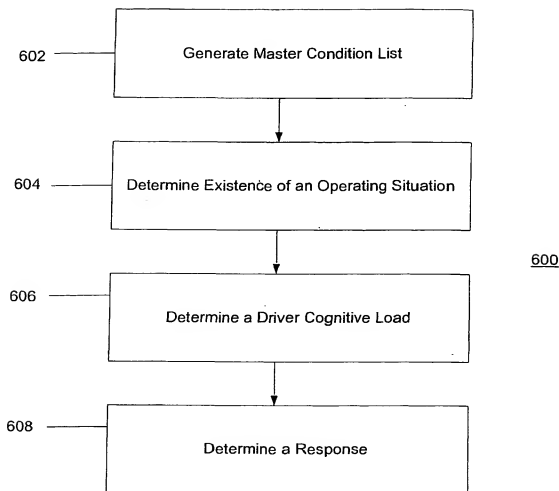 602
Generate Master Condition List
604
Determine Existence of an Operating Situation
600
606
Determine a Driver Cognitive Load
608
Determine a Response